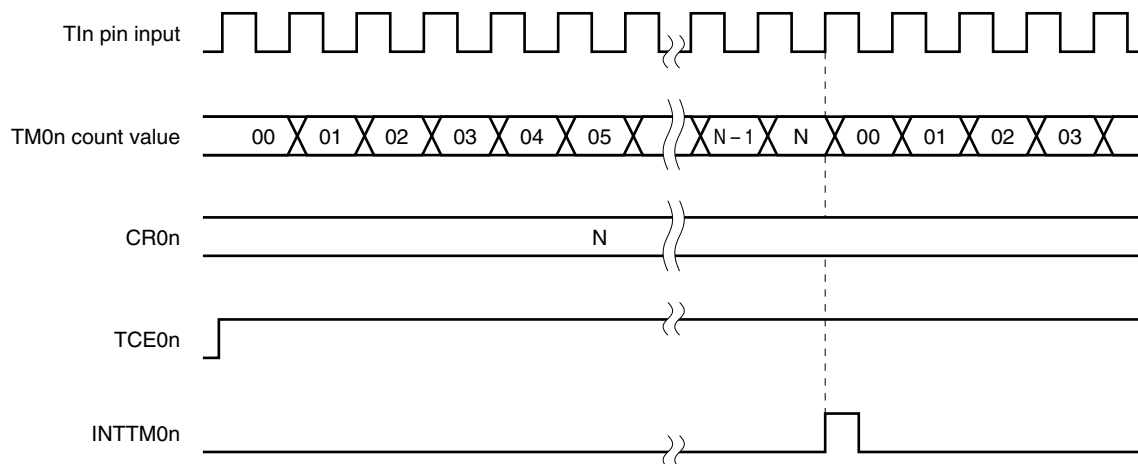 TIn pin input
TM0n count value 00 01 02 03 04 05 N – 1 N 00 01 02 03
CR0n N
TCE0n
INTTM0n